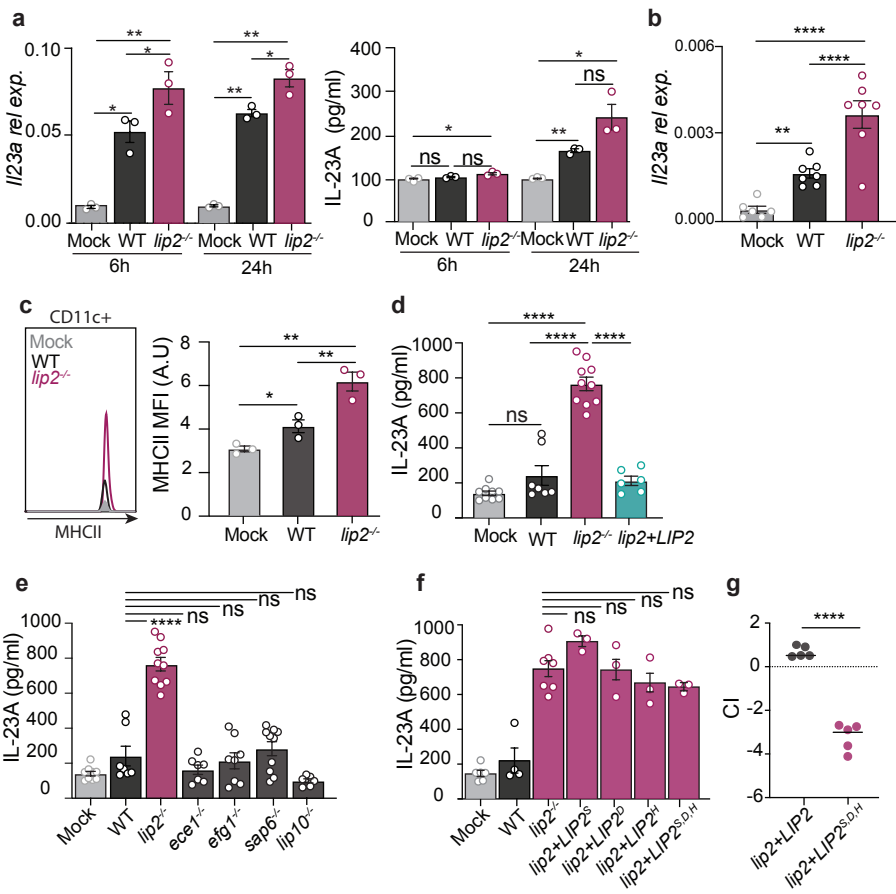 a
Il23a rel exp.
0.10
0.05
0.00
** ** 
* *
* **
Mock WT lip2-/- Mock WT lip2-/-
6h 24h
IL-23A (pg/ml)
400
300
200
100
0
* *
ns ns ** ns
Mock WT lip2-/- Mock WT lip2-/-
6h 24h
b
Il23a rel exp.
0.006
0.003
0.000
****
****
**
Mock WT lip2-/-
c
CD11c+
Mock
WT
lip2-/-
MHCII
MHCII MFI (A.U)
8
6
4
2
0
**
**
*
Mock WT lip2-/-
d
IL-23A (pg/ml)
1000
800
600
400
200
0
****
**** ****
ns
Mock WT lip2-/- lip2+LIP2
e
IL-23A (pg/ml)
1000
800
600
400
200
0
ns
ns
ns
ns
****
Mock WT lip2-/- ece1-/- efg1-/- sap6-/- lip10-/-
f
IL-23A (pg/ml)
1000
800
600
400
200
0
ns
ns
ns
ns
Mock WT lip2-/- lip2+LIP2S lip2+LIP2D lip2+LIP2H lip2+LIP2S,D,H
g
CI
2
0
-2
-4
-6
****
lip2+LIP2 lip2+LIP2S,D,H